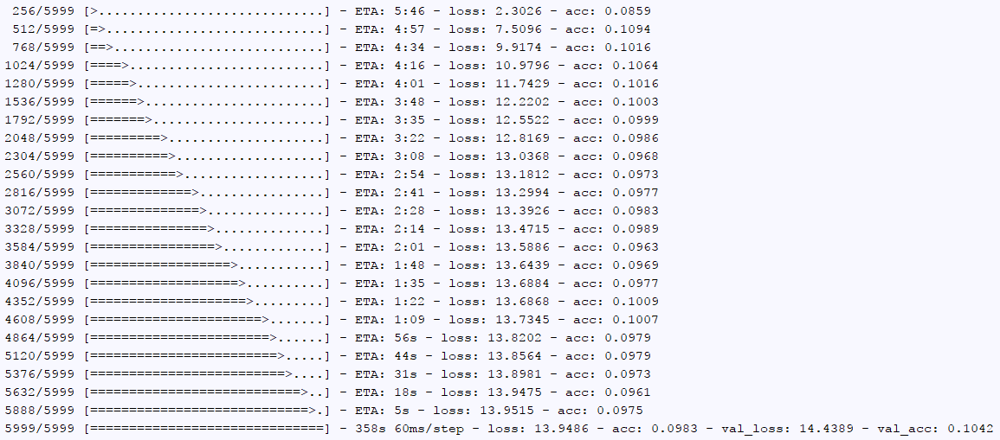 256/5999 [>.............................] - ETA: 5:46 - loss: 2.3026 - acc: 0.0859
512/5999 [=>............................] - ETA: 4:57 - loss: 7.5096 - acc: 0.1094
768/5999 [==>...........................] - ETA: 4:34 - loss: 9.9174 - acc: 0.1016
1024/5999 [====>.........................] - ETA: 4:16 - loss: 10.9796 - acc: 0.1064
1280/5999 [=====>........................] - ETA: 4:01 - loss: 11.7429 - acc: 0.1016
1536/5999 [======>.......................] - ETA: 3:48 - loss: 12.2202 - acc: 0.1003
1792/5999 [=======>......................] - ETA: 3:35 - loss: 12.5522 - acc: 0.0999
2048/5999 [=========>....................] - ETA: 3:22 - loss: 12.8169 - acc: 0.0986
2304/5999 [==========>...................] - ETA: 3:08 - loss: 13.0368 - acc: 0.0968
2560/5999 [===========>..................] - ETA: 2:54 - loss: 13.1812 - acc: 0.0973
2816/5999 [=============>................] - ETA: 2:41 - loss: 13.2994 - acc: 0.0977
3072/5999 [==============>...............] - ETA: 2:28 - loss: 13.3926 - acc: 0.0983
3328/5999 [===============>..............] - ETA: 2:14 - loss: 13.4715 - acc: 0.0989
3584/5999 [================>.............] - ETA: 2:01 - loss: 13.5886 - acc: 0.0963
3840/5999 [==================>...........] - ETA: 1:48 - loss: 13.6439 - acc: 0.0969
4096/5999 [===================>..........] - ETA: 1:35 - loss: 13.6884 - acc: 0.0977
4352/5999 [====================>.........] - ETA: 1:22 - loss: 13.6868 - acc: 0.1009
4608/5999 [======================>.......] - ETA: 1:09 - loss: 13.7345 - acc: 0.1007
4864/5999 [=======================>......] - ETA: 56s - loss: 13.8202 - acc: 0.0979
5120/5999 [========================>.....] - ETA: 44s - loss: 13.8564 - acc: 0.0979
5376/5999 [=========================>....] - ETA: 31s - loss: 13.8981 - acc: 0.0973
5632/5999 [===========================>..] - ETA: 18s - loss: 13.9475 - acc: 0.0961
5888/5999 [============================>.] - ETA: 5s - loss: 13.9515 - acc: 0.0975
5999/5999 [==============================] - 358s 60ms/step - loss: 13.9486 - acc: 0.0983 - val_loss: 14.4389 - val_acc: 0.1042